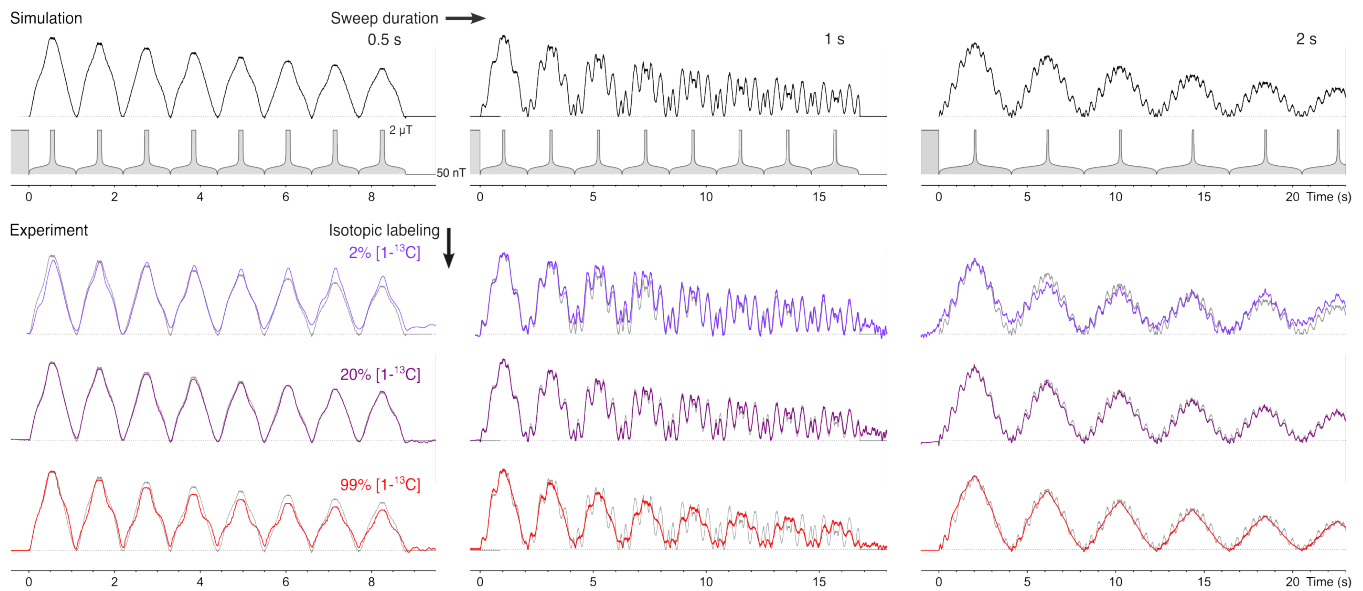 Simulation
Sweep duration
0.5 s
1 s
2 s
2 µT
50 nT
0 2 4 6 8
0 5 10 15
0 5 10 15 20 Time (s)
Experiment
Isotopic labeling
2% [1-¹³C]
20% [1-¹³C]
99% [1-¹³C]
0 2 4 6 8
0 5 10 15
0 5 10 15 20 Time (s)